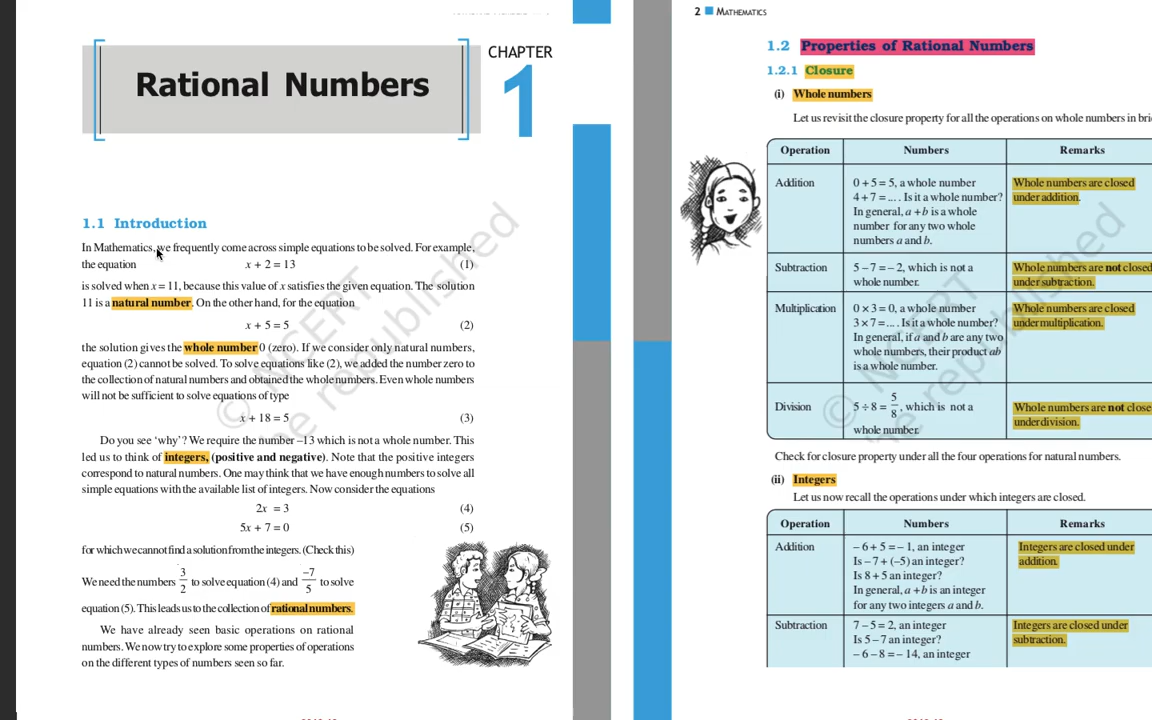 CHAPTER
1
Rational Numbers
1.1 Introduction
In Mathematics, we frequently come across simple equations to be solved. For example,
the equation x + 2 = 13 (1)
is solved when x = 11, because this value of x satisfies the given equation. The solution
11 is a natural number. On the other hand, for the equation
x + 5 = 5 (2)
the solution gives the whole number 0 (zero). If we consider only natural numbers,
equation (2) cannot be solved. To solve equations like (2), we added the number zero to
the collection of natural numbers and obtained the whole numbers. Even whole numbers
will not be sufficient to solve equations of type
x + 18 = 5 (3)
Do you see ‘why’? We require the number –13 which is not a whole number. This
led us to think of integers, (positive and negative). Note that the positive integers
correspond to natural numbers. One may think that we have enough numbers to solve all
simple equations with the available list of integers. Now consider the equations
2x = 3 (4)
5x + 7 = 0 (5)
for which we cannot find a solution from the integers. (Check this)
We need the numbers 3/2 to solve equation (4) and –7/5 to solve
equation (5). This leads us to the collection of rational numbers.
We have already seen basic operations on rational
numbers. We now try to explore some properties of operations
on the different types of numbers seen so far.
© NCERT
be republished
2 MATHEMATICS
1.2 Properties of Rational Numbers
1.2.1 Closure
(i) Whole numbers
Let us revisit the closure property for all the operations on whole numbers in bri
Operation Numbers Remarks
Addition 0 + 5 = 5, a whole number Whole numbers are closed
4 + 7 = ... . Is it a whole number? under addition.
In general, a + b is a whole
number for any two whole
numbers a and b.
Subtraction 5 – 7 = – 2, which is not a Whole numbers are not closed
whole number. under subtraction.
Multiplication 0 × 3 = 0, a whole number Whole numbers are closed
3 × 7 = ... . Is it a whole number? under multiplication.
In general, if a and b are any two
whole numbers, their product ab
is a whole number.
Division 5 ÷ 8 = 5/8, which is not a Whole numbers are not close
whole number. under division.
Check for closure property under all the four operations for natural numbers.
(ii) Integers
Let us now recall the operations under which integers are closed.
Operation Numbers Remarks
Addition – 6 + 5 = – 1, an integer Integers are closed under
Is – 7 + (–5) an integer? addition.
Is 8 + 5 an integer?
In general, a + b is an integer
for any two integers a and b.
Subtraction 7 – 5 = 2, an integer Integers are closed under
Is 5 – 7 an integer? subtraction.
– 6 – 8 = – 14, an integer
© NCERT
be republished